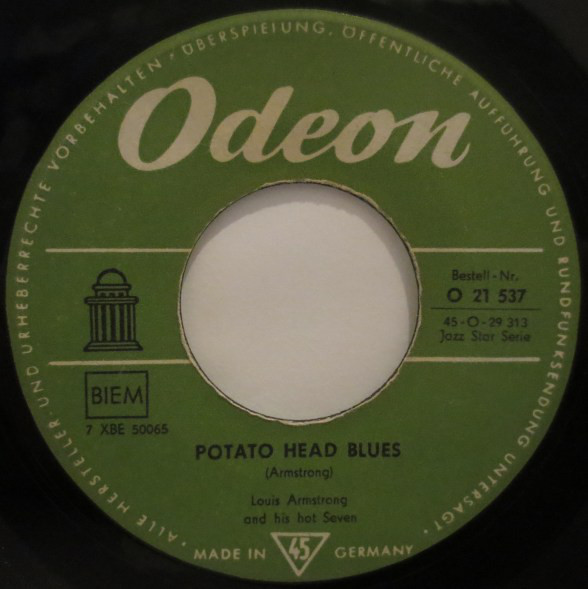 ALLE HERSTELLER- UND URHEBERRECHTE VORBEHALTEN · ÜBERSPIELUNG, ÖFFENTLICHE AUFFÜHRUNG UND RUNDFUNKSENDUNG UNTERSAGT ·
Odeon
Bestell-Nr.
O 21 537
45-O-29 313
Jazz Star Serie
BIEM
7 XBE 50065
POTATO HEAD BLUES
(Armstrong)
Louis Armstrong
and his hot Seven
MADE IN 45 GERMANY